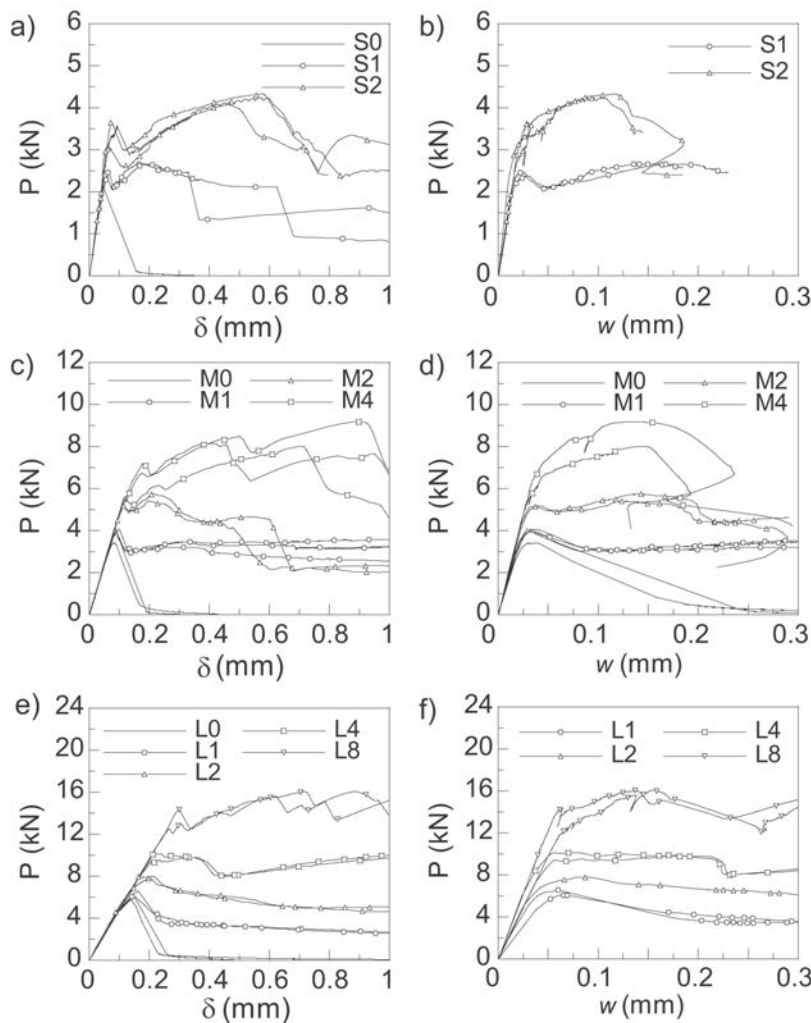 a)
S0
S1
S2
P (kN)
6
5
4
3
2
1
0
0 0.2 0.4 0.6 0.8 1
δ (mm)
b)
S1
S2
P (kN)
6
5
4
3
2
1
0
0 0.1 0.2 0.3
w (mm)
c)
M0 M2
M1 M4
P (kN)
12
10
8
6
4
2
0
0 0.2 0.4 0.6 0.8 1
δ (mm)
d)
M0 M2
M1 M4
P (kN)
12
10
8
6
4
2
0
0 0.1 0.2 0.3
w (mm)
e)
L0 L4
L1 L8
L2
P (kN)
24
20
16
12
8
4
0
0 0.2 0.4 0.6 0.8 1
δ (mm)
f)
L1 L4
L2 L8
P (kN)
24
20
16
12
8
4
0
0 0.1 0.2 0.3
w (mm)